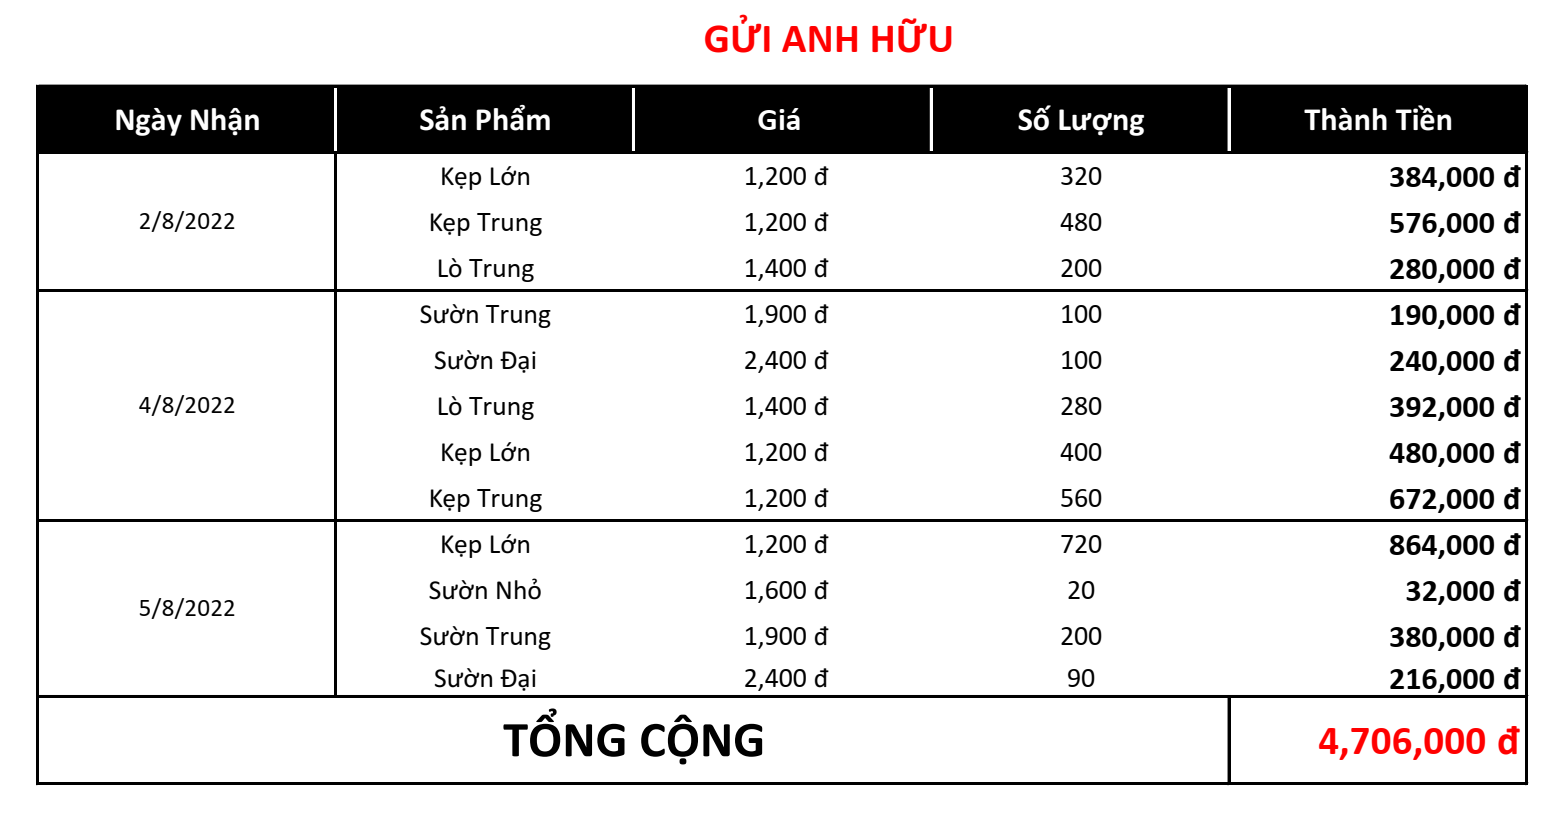 GỬI ANH HỮU
Ngày Nhận Sản Phẩm Giá Số Lượng Thành Tiền
2/8/2022 Kẹp Lớn 1,200 đ 320 384,000 đ
Kẹp Trung 1,200 đ 480 576,000 đ
Lò Trung 1,400 đ 200 280,000 đ
4/8/2022 Sườn Trung 1,900 đ 100 190,000 đ
Sườn Đại 2,400 đ 100 240,000 đ
Lò Trung 1,400 đ 280 392,000 đ
Kẹp Lớn 1,200 đ 400 480,000 đ
Kẹp Trung 1,200 đ 560 672,000 đ
5/8/2022 Kẹp Lớn 1,200 đ 720 864,000 đ
Sườn Nhỏ 1,600 đ 20 32,000 đ
Sườn Trung 1,900 đ 200 380,000 đ
Sườn Đại 2,400 đ 90 216,000 đ
TỔNG CỘNG 4,706,000 đ